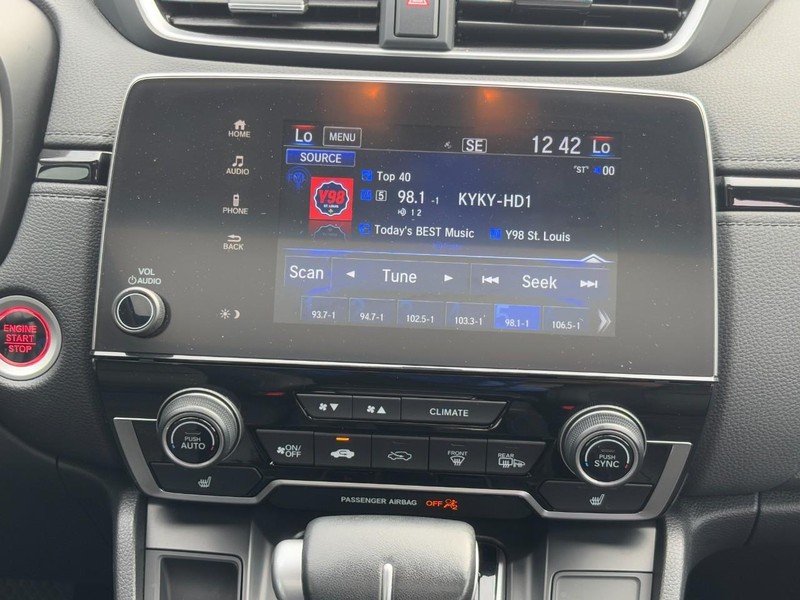 HOME
AUDIO
PHONE
BACK
VOL
AUDIO
Lo MENU SE 12 42 Lo
SOURCE
"ST" 00
Top 40
Y98
ST. LOUIS
5 98.1 -1 KYKY-HD1
1 2
Today's BEST Music Y98 St. Louis
Scan Tune Seek
93.7-1 94.7-1 102.5-1 103.3-1 98.1-1 106.5-1
ENGINE
START
STOP
CLIMATE
PUSH
AUTO
ON/
OFF
FRONT
REAR
PUSH
SYNC
PASSENGER AIRBAG OFF